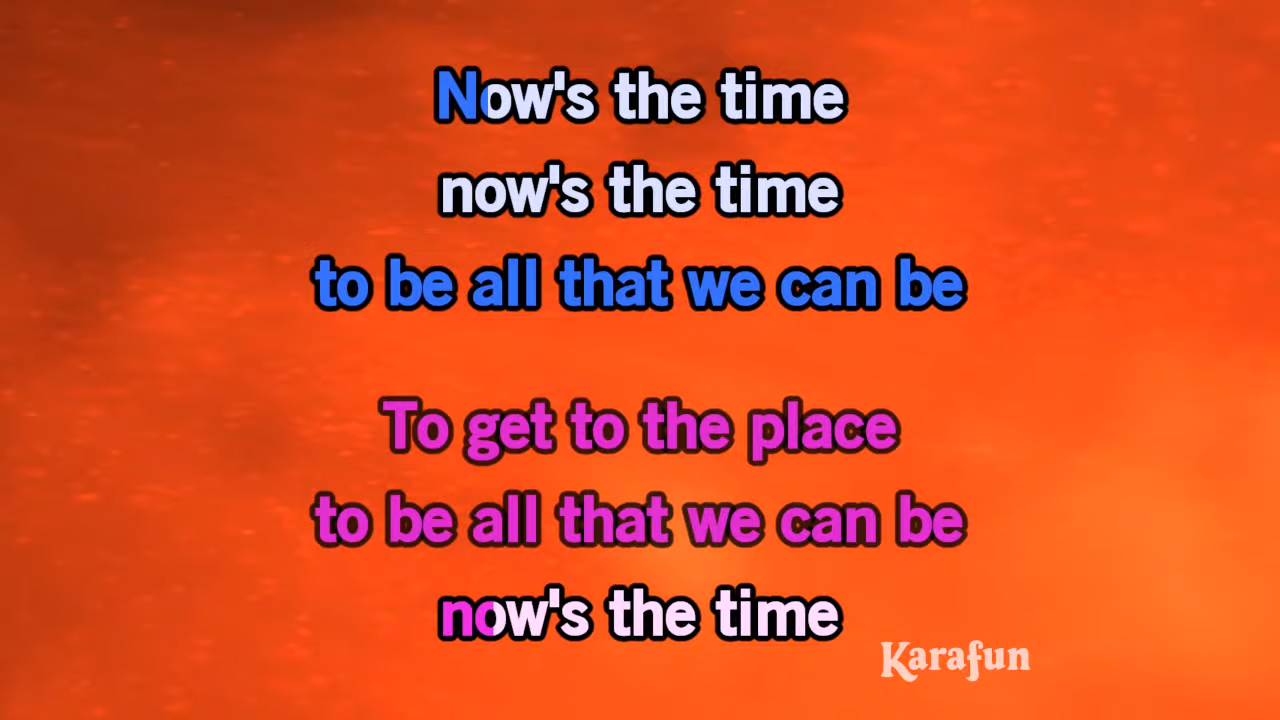 Now's the time
now's the time
to be all that we can be
To get to the place
to be all that we can be
now's the time
Karafun